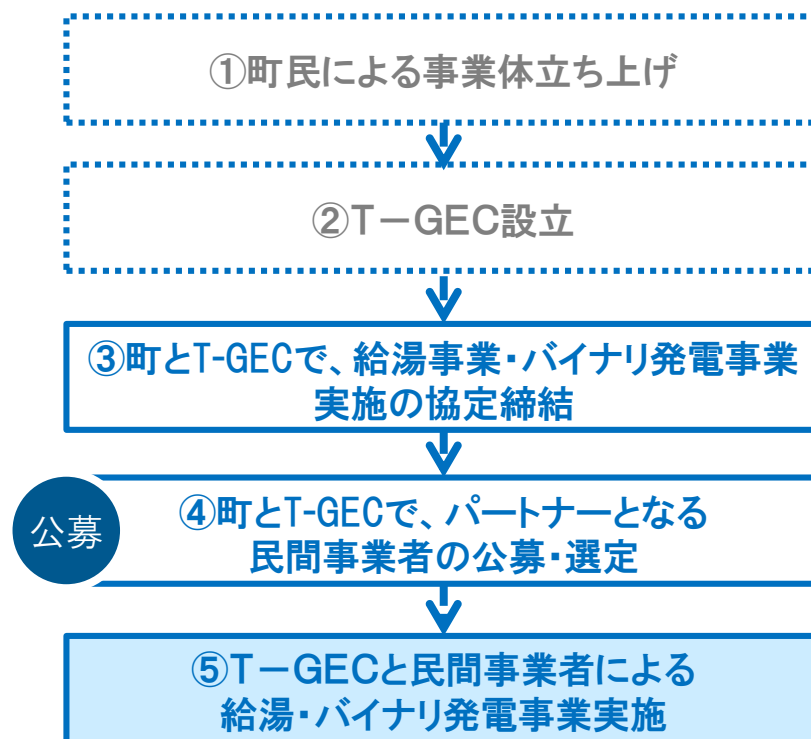 ①町民による事業体立ち上げ
②T－GEC設立
③町とT-GECで、給湯事業・バイナリ発電事業
実施の協定締結
公募
④町とT-GECで、パートナーとなる
民間事業者の公募・選定
⑤T－GECと民間事業者による
給湯・バイナリ発電事業実施